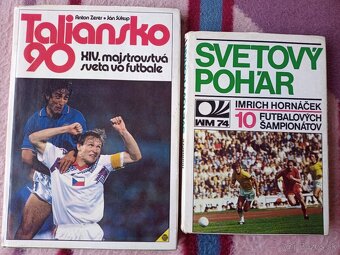 Anton Zerer • Ján Šikop
Taliansko
90
XIV. majstrovstvá
sveta vo futbale
SVETOVÝ
POHÁR
WM 74
IMRICH HORNÁČEK
10 FUTBALOVÝCH
ŠAMPIONÁTOV